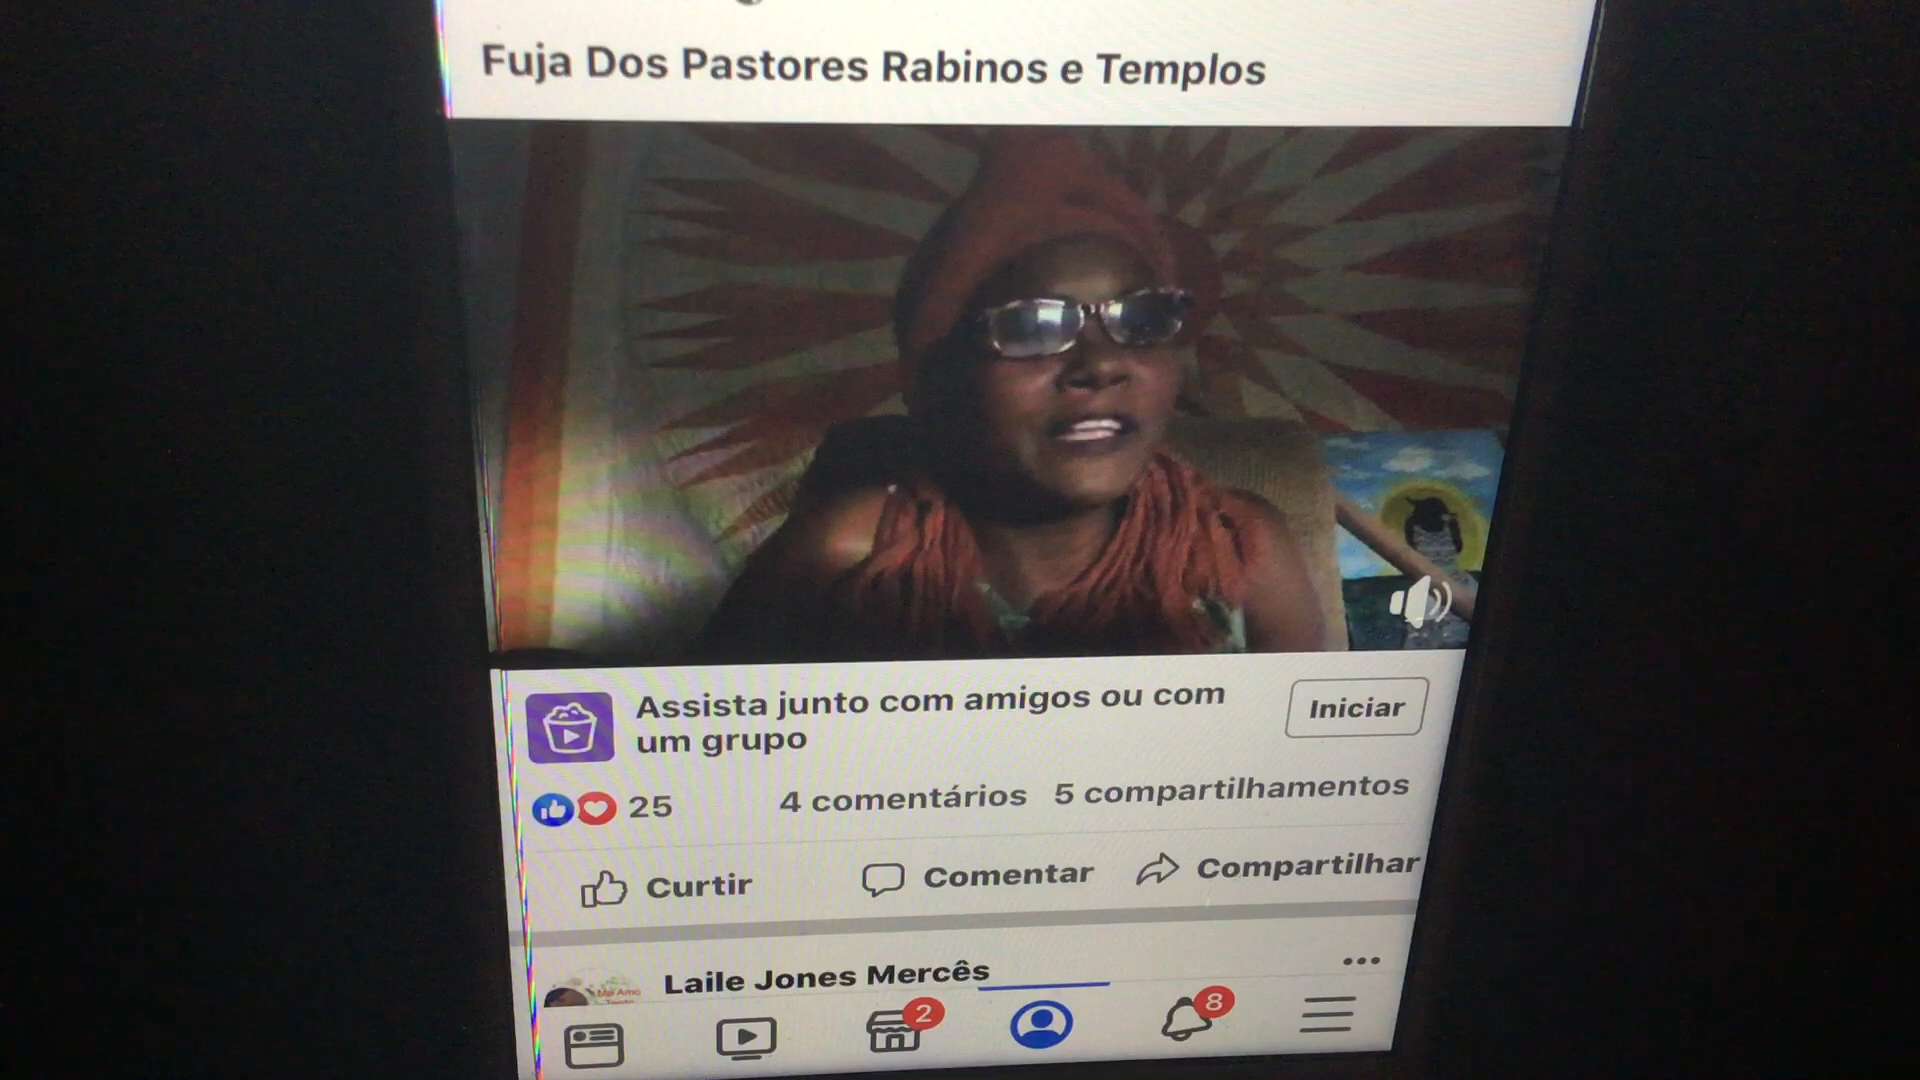 Fuja Dos Pastores Rabinos e Templos
Assista junto com amigos ou com
um grupo
Iniciar
25
4 comentários
5 compartilhamentos
Curtir
Comentar
Compartilhar
Laile Jones Mercês
2
8